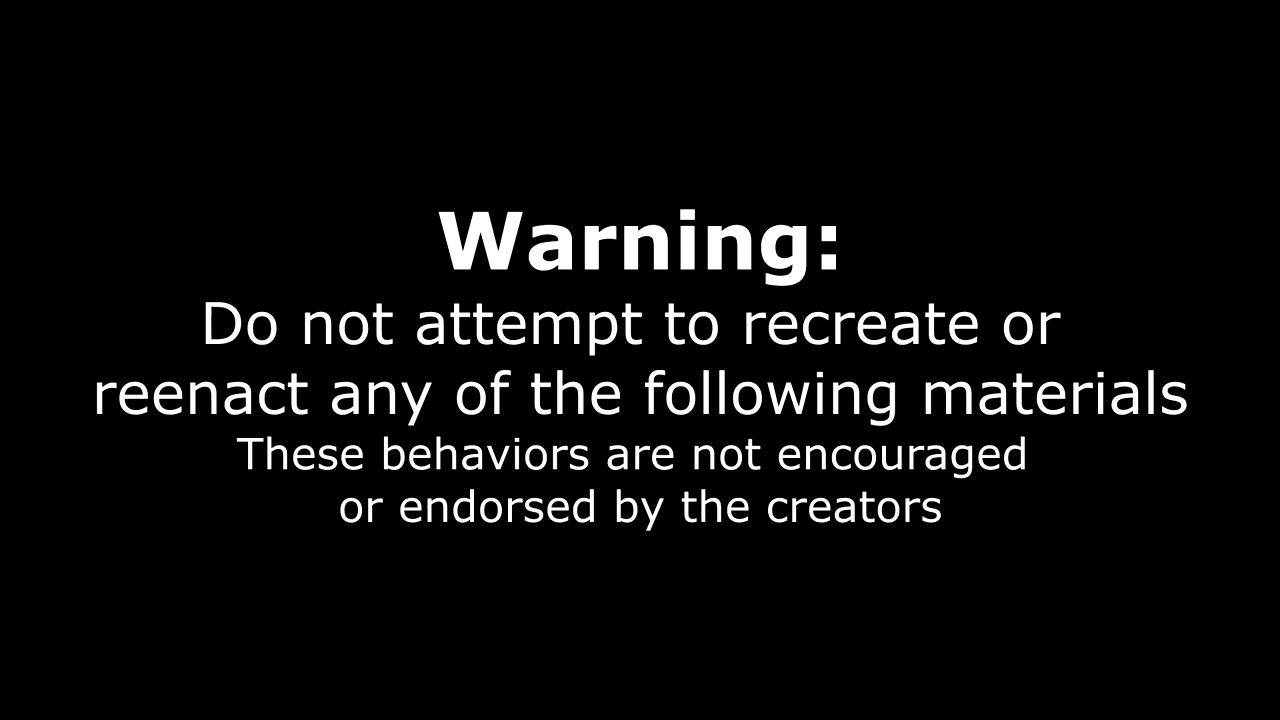 Warning:
Do not attempt to recreate or
reenact any of the following materials
These behaviors are not encouraged
or endorsed by the creators